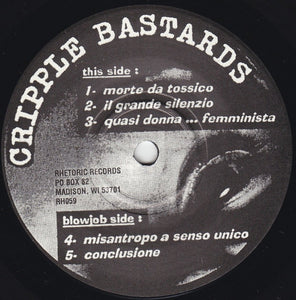 CRIPPLE BASTARDS
this side :
1- morte da tossico
2- il grande silenzio
3- quasi donna ... femminista
RHETORIC RECORDS
PO BOX 82
MADISON, WI 53701
RH059
blowjob side :
4- misantropo a senso unico
5- conclusione